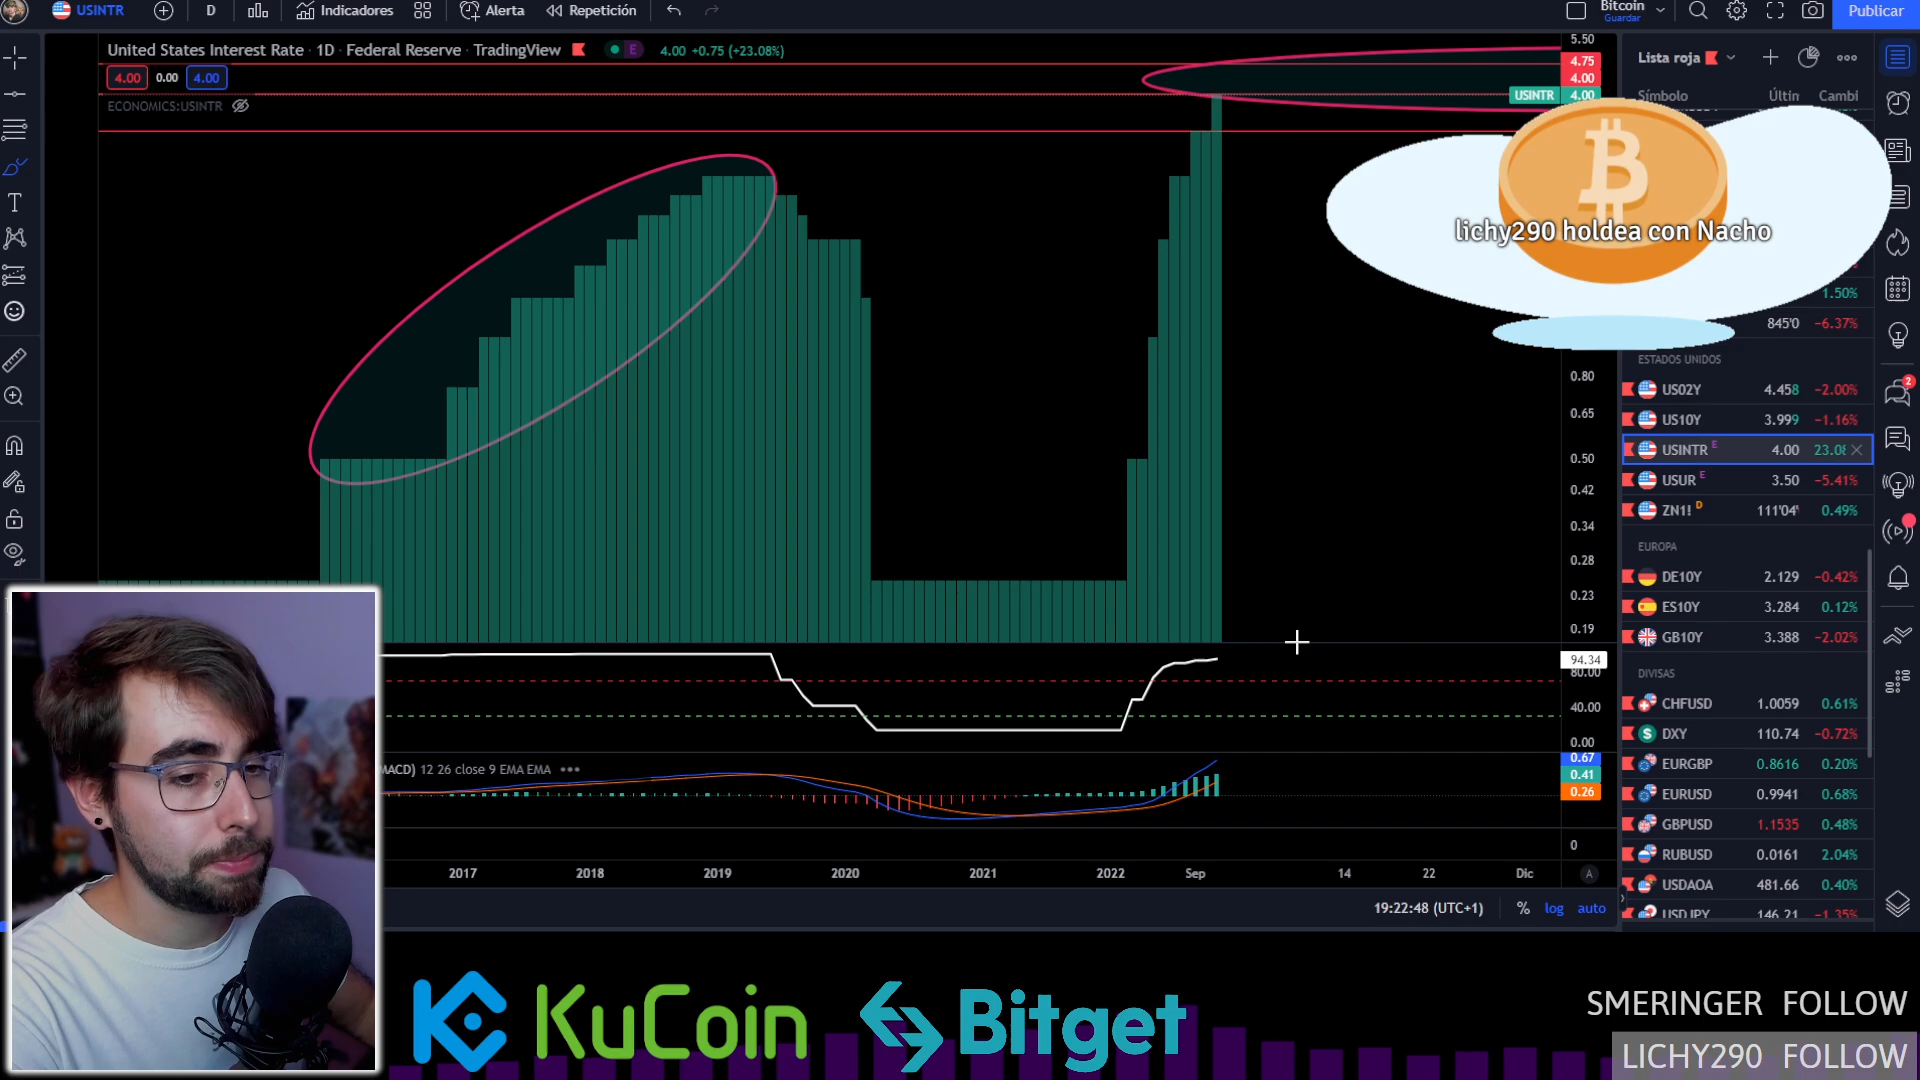 USINTR
D
Indicadores
Alerta
Repetición
Bitcoin
Guardar
Publicar
United States Interest Rate · 1D · Federal Reserve · TradingView
E
4.00 +0.75 (+23.08%)
4.00
0.00
4.00
ECONOMICS:USINTR
5.50
4.75
4.00
USINTR
4.00
0.80
0.65
0.50
0.42
0.34
0.28
0.23
0.19
94.34
80.00
40.00
0.00
0.67
0.41
0.26
0
MACD) 12 26 close 9 EMA EMA
2017
2018
2019
2020
2021
2022
Sep
14
22
Dic
A
19:22:48 (UTC+1)
%
log
auto
Lista roja
Símbolo
Últin
Cambi
lichy290 holdea con Nacho
1.50%
845'0 −6.37%
ESTADOS UNIDOS
US02Y 4.458 −2.00%
US10Y 3.999 −1.16%
USINTR E 4.00 23.08
USUR E 3.50 −5.41%
ZN1! D 111'04' 0.49%
EUROPA
DE10Y 2.129 −0.42%
ES10Y 3.284 0.12%
GB10Y 3.388 −2.02%
DIVISAS
CHFUSD 1.0059 0.61%
DXY 110.74 −0.72%
EURGBP 0.8616 0.20%
EURUSD 0.9941 0.68%
GBPUSD 1.1535 0.48%
RUBUSD 0.0161 2.04%
USDAOA 481.66 0.40%
USDJPY 146.21 −1.35%
2
KuCoin
Bitget
SMERINGER FOLLOW
LICHY290 FOLLOW